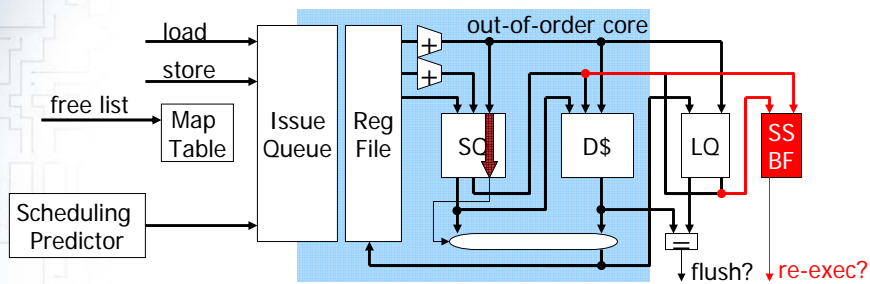 out-of-order core
load
store
free list
Map
Table
Issue
Queue
Reg
File
+
+
SQ
D$
LQ
SS
BF
Scheduling
Predictor
=
flush?
re-exec?